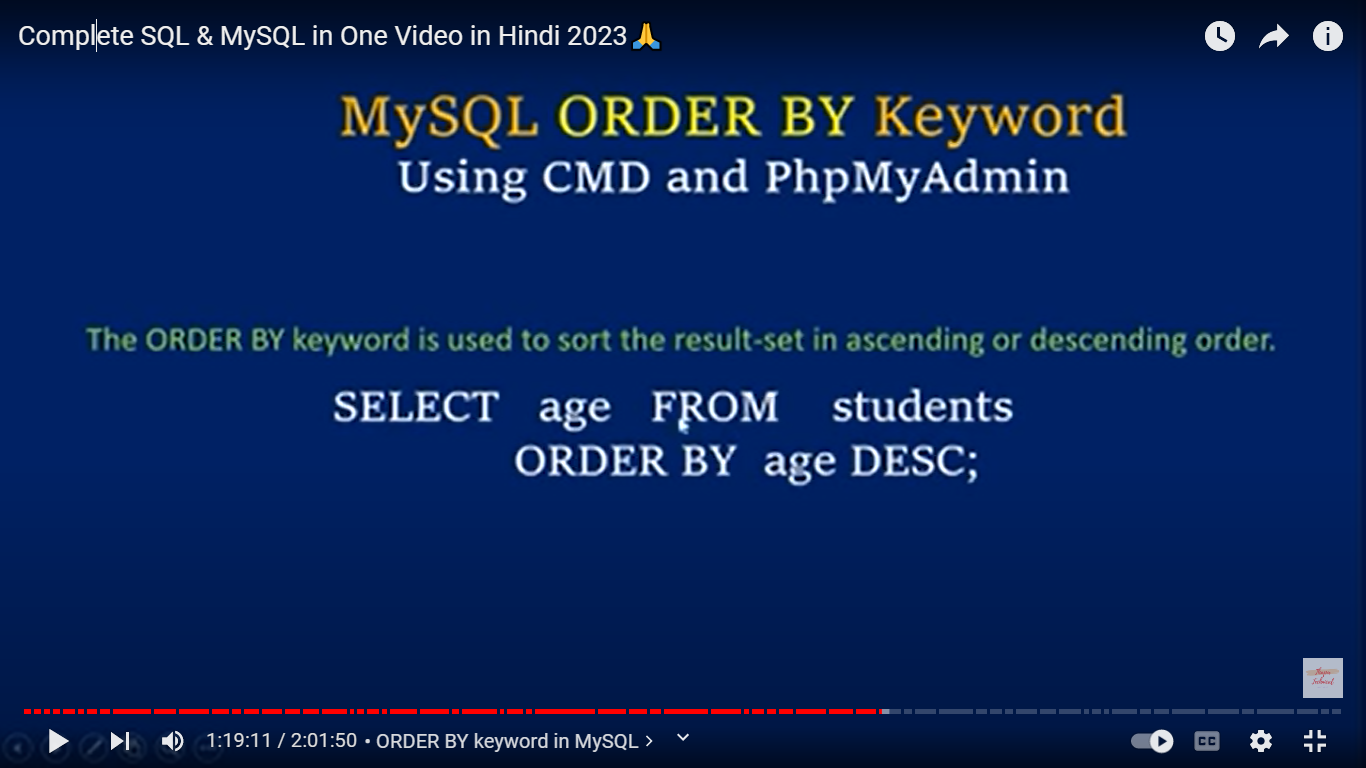 Complete SQL & MySQL in One Video in Hindi 2023🙏
MySQL ORDER BY Keyword
Using CMD and PhpMyAdmin
The ORDER BY keyword is used to sort the result-set in ascending or descending order.
SELECT age FROM students
ORDER BY age DESC;
Thapa
technical
1:19:11 / 2:01:50 • ORDER BY keyword in MySQL
CC